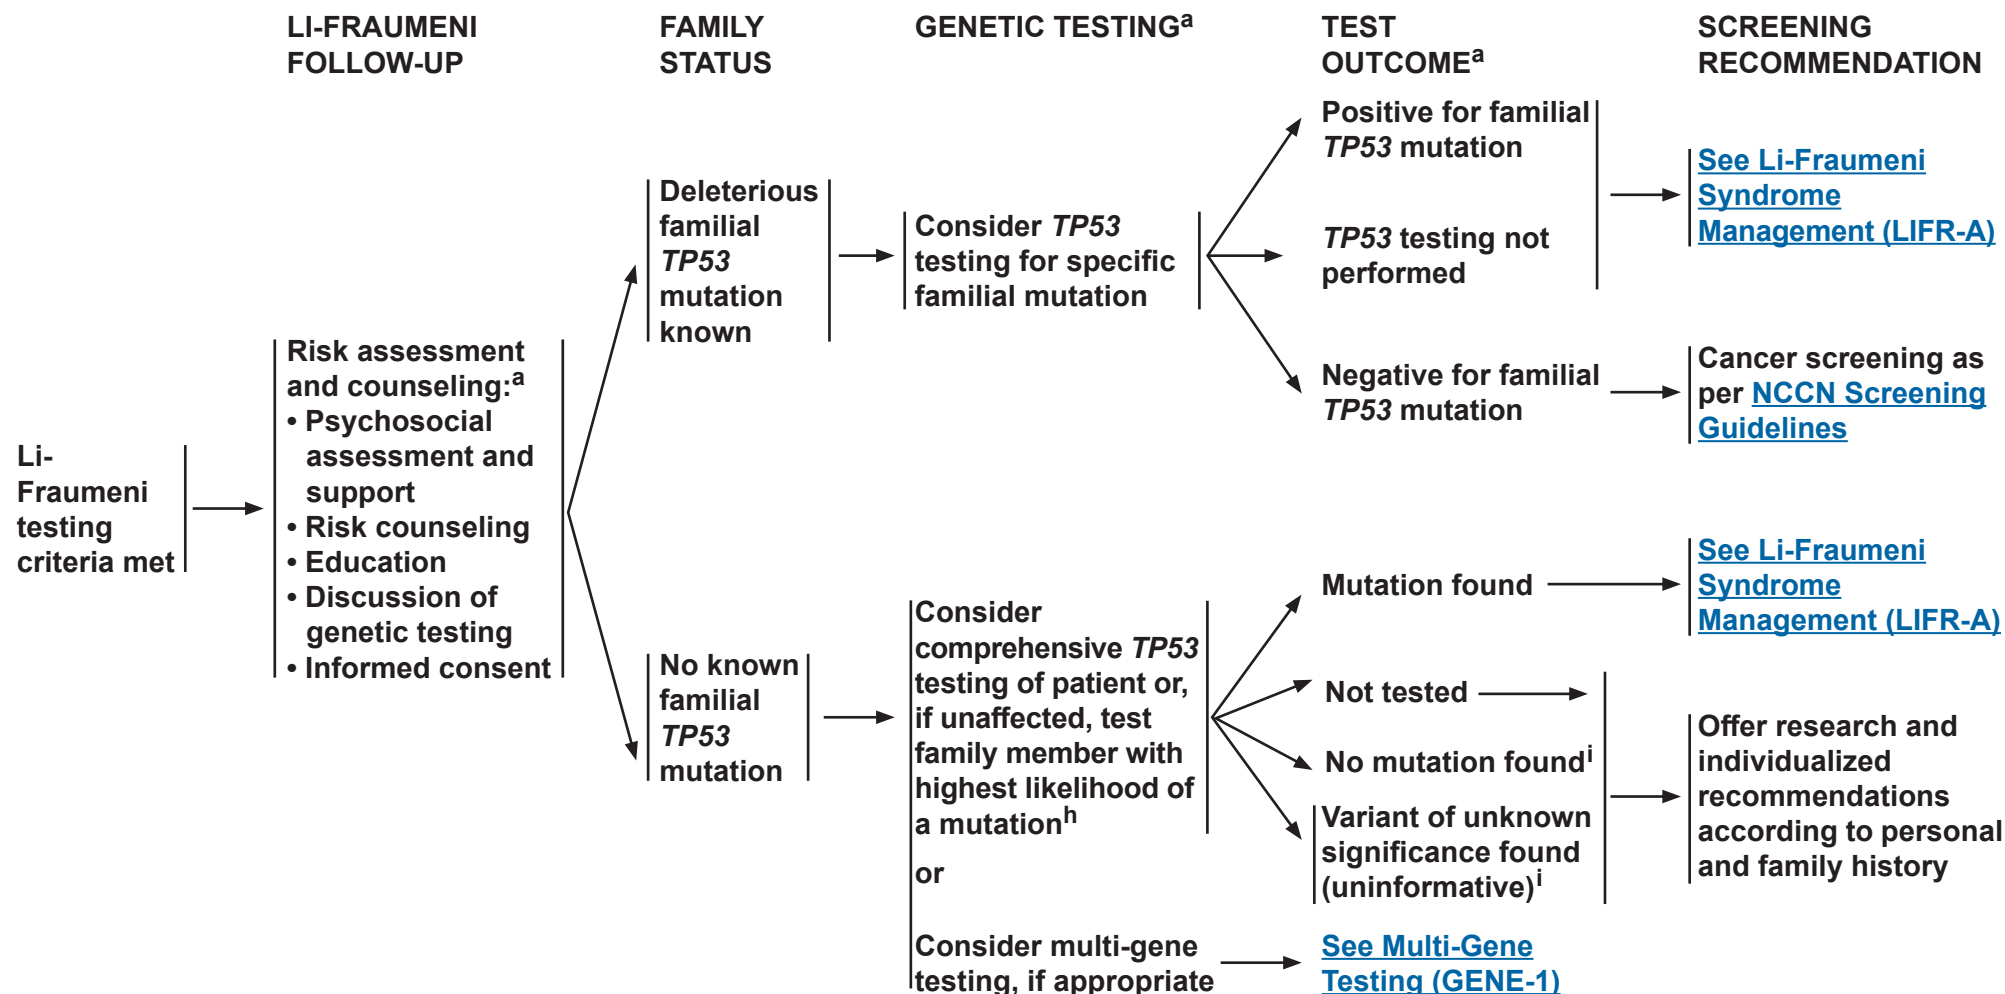 LI-FRAUMENI
FOLLOW-UP
FAMILY
STATUS
GENETIC TESTINGa
TEST
OUTCOMEa
SCREENING
RECOMMENDATION
Li-
Fraumeni
testing
criteria met
Risk assessment
and counseling:a
• Psychosocial
assessment and
support
• Risk counseling
• Education
• Discussion of
genetic testing
• Informed consent
Deleterious
familial
TP53
mutation
known
Consider TP53
testing for specific
familial mutation
Positive for familial
TP53 mutation
TP53 testing not
performed
See Li-Fraumeni
Syndrome
Management (LIFR-A)
Negative for familial
TP53 mutation
Cancer screening as
per NCCN Screening
Guidelines
No known
familial
TP53
mutation
Consider
comprehensive TP53
testing of patient or,
if unaffected, test
family member with
highest likelihood of
a mutationh
or
Consider multi-gene
testing, if appropriate
Mutation found
See Li-Fraumeni
Syndrome
Management (LIFR-A)
Not tested
No mutation foundi
Variant of unknown
significance found
(uninformative)i
Offer research and
individualized
recommendations
according to personal
and family history
See Multi-Gene
Testing (GENE-1)